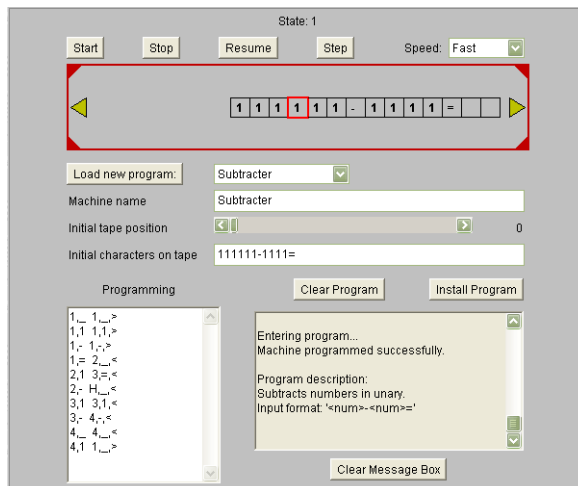 State: 1
Start Stop Resume Step Speed: Fast
1 1 1 1 1 1 - 1 1 1 1 =
Load new program: Subtracter
Machine name Subtracter
Initial tape position 0
Initial characters on tape 111111-1111=
Programming Clear Program Install Program
1,_ 1,_,>
1,1 1,1,>
1,- 1,-,>
1,= 2,_,<
2,1 3,=,<
2,- H,_,<
3,1 3,1,<
3,- 4,-,<
4,_ 4,_,<
4,1 1,_,>
Entering program...
Machine programmed successfully.
Program description:
Subtracts numbers in unary.
Input format: '<num>-<num>='
Clear Message Box